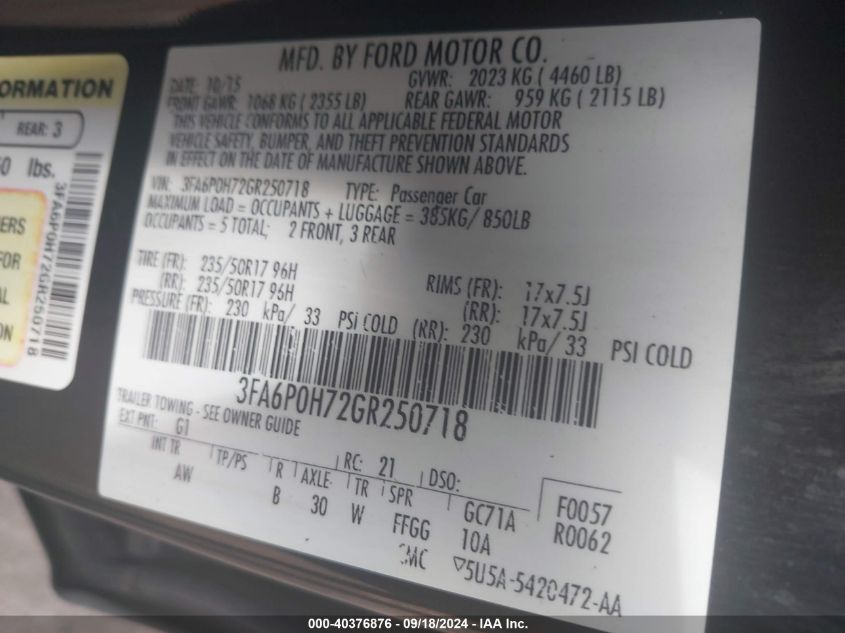 ORMATION
REAR: 3
lbs.
3FA6P0H72GR250718
ERS
FOR
AL
ON
MFD. BY FORD MOTOR CO.
DATE: 10/15 GVWR: 2023 KG ( 4460 LB)
FRONT GAWR: 1068 KG ( 2355 LB) REAR GAWR: 959 KG ( 2115 LB)
THIS VEHICLE CONFORMS TO ALL APPLICABLE FEDERAL MOTOR
VEHICLE SAFETY, BUMPER, AND THEFT PREVENTION STANDARDS
IN EFFECT ON THE DATE OF MANUFACTURE SHOWN ABOVE.
VIN: 3FA6P0H72GR250718 TYPE: Passenger Car
MAXIMUM LOAD = OCCUPANTS + LUGGAGE = 385KG/ 850LB
OCCUPANTS = 5 TOTAL; 2 FRONT, 3 REAR
TIRE (FR): 235/50R17 96H RIMS (FR): 17x7.5J
(RR): 235/50R17 96H (RR): 17x7.5J
PRESSURE (FR): 230 kPa/ 33 PSI COLD (RR): 230 kPa/ 33 PSI COLD
3FA6P0H72GR250718
TRAILER TOWING - SEE OWNER GUIDE
EXT PNT: G1 RC: 21 DSO: F0057
INT TR TP/PS R AXLE TR SPR GC71A R0062
AW B 30 W FFGG 10A
5U5A-5420472-AA
000-40376876 / 09/18/2024 - IAA Inc.